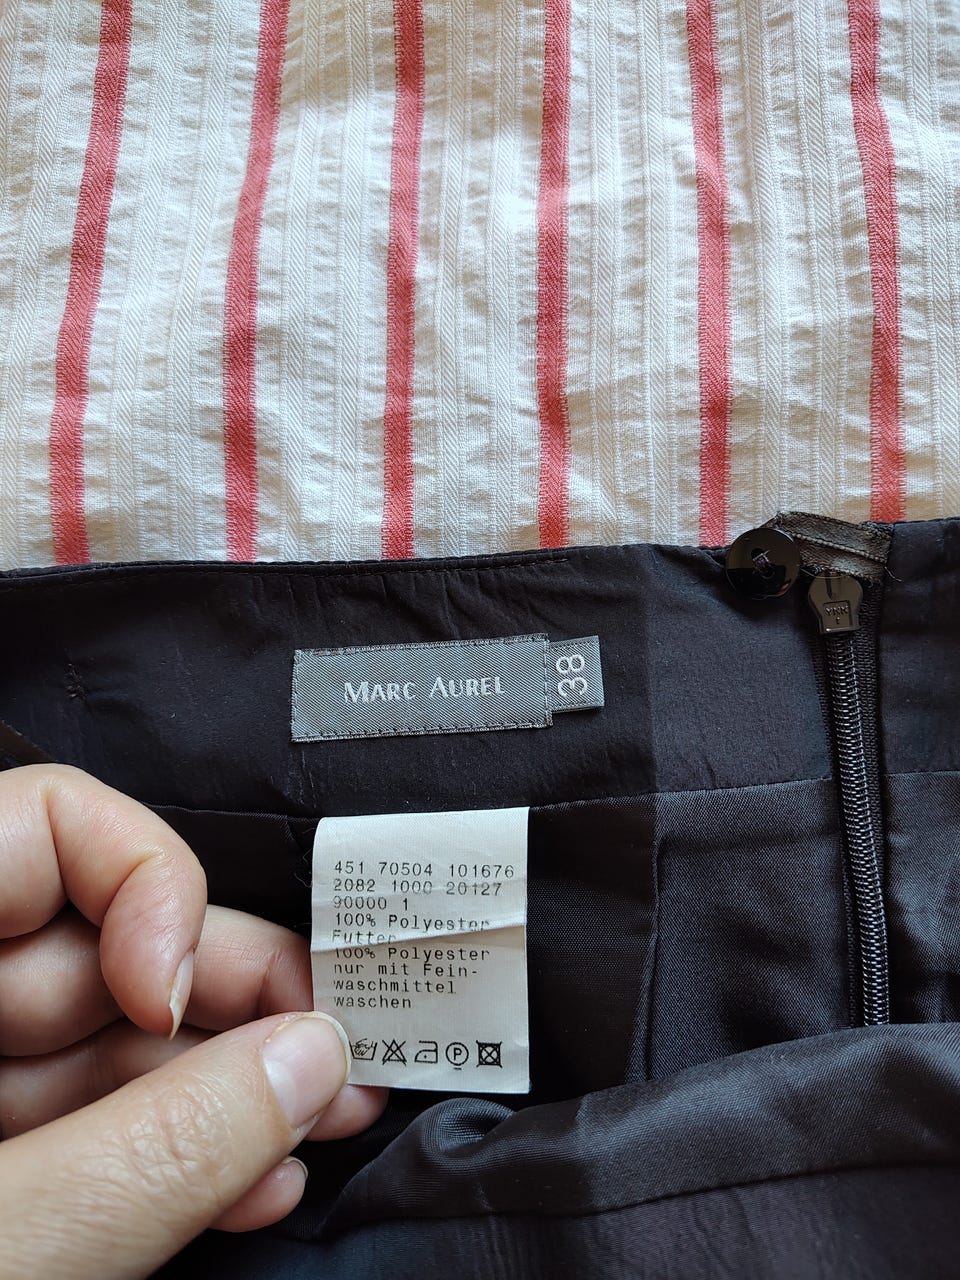 YKK
MARC AUREL
38
451 70504 101676
2082 1000 20127
90000 1
100% Polyester
Futter
100% Polyester
nur mit Fein-
waschmittel
waschen
P